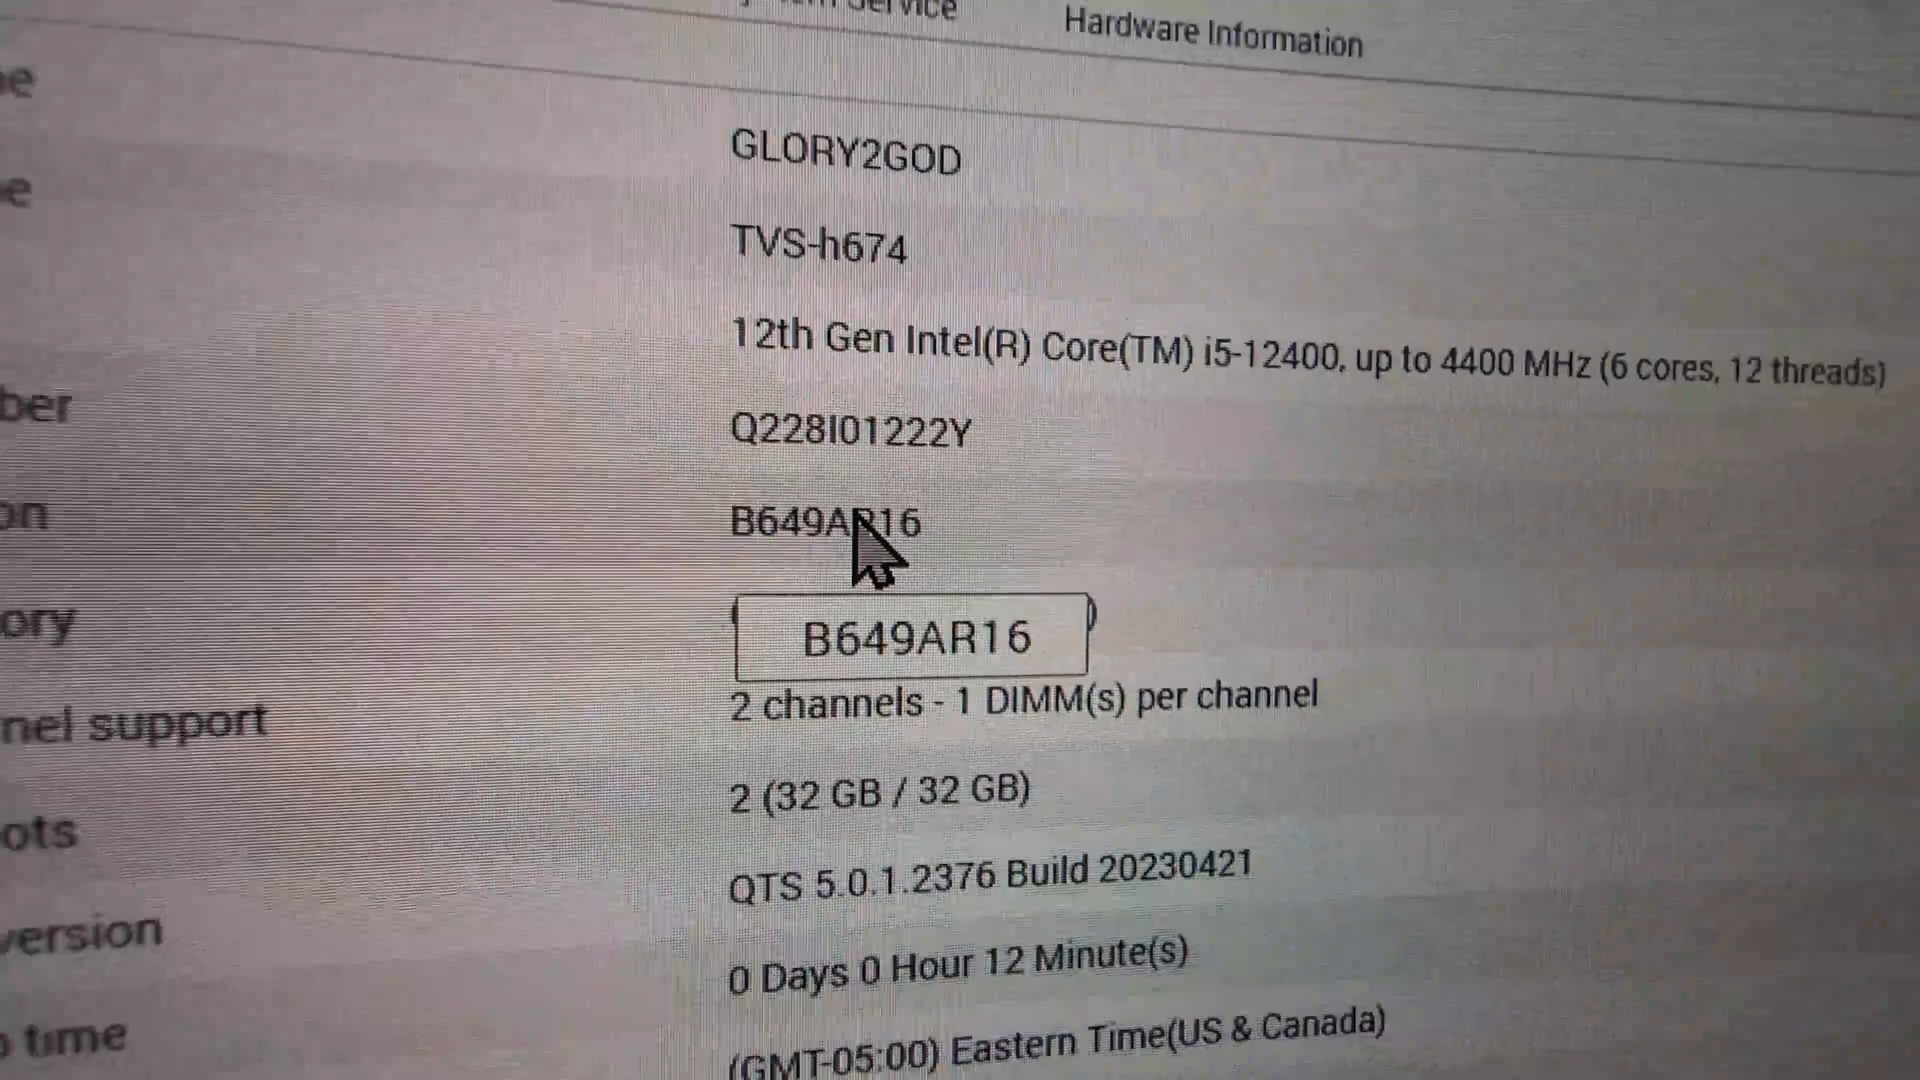 Service Hardware Information
GLORY2GOD
TVS-h674
12th Gen Intel(R) Core(TM) i5-12400, up to 4400 MHz (6 cores, 12 threads)
ber Q228I01222Y
on B649AR16
ory B649AR16
nel support 2 channels - 1 DIMM(s) per channel
ots 2 (32 GB / 32 GB)
version QTS 5.0.1.2376 Build 20230421
time 0 Days 0 Hour 12 Minute(s)
(GMT-05:00) Eastern Time(US & Canada)